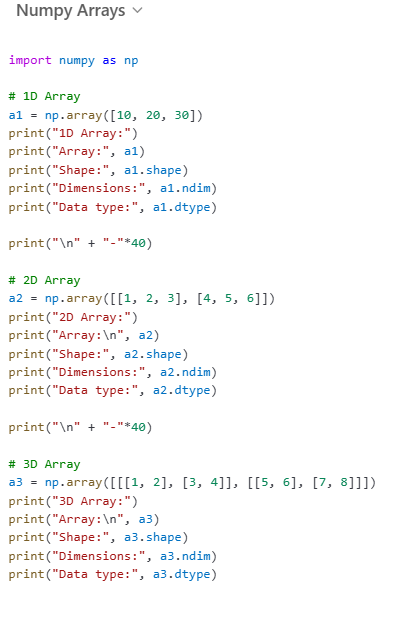 Numpy Arrays
import numpy as np
# 1D Array
a1 = np.array([10, 20, 30])
print("1D Array:")
print("Array:", a1)
print("Shape:", a1.shape)
print("Dimensions:", a1.ndim)
print("Data type:", a1.dtype)
print("\n" + "-"*40)
# 2D Array
a2 = np.array([[1, 2, 3], [4, 5, 6]])
print("2D Array:")
print("Array:\n", a2)
print("Shape:", a2.shape)
print("Dimensions:", a2.ndim)
print("Data type:", a2.dtype)
print("\n" + "-"*40)
# 3D Array
a3 = np.array([[[1, 2], [3, 4]], [[5, 6], [7, 8]]])
print("3D Array:")
print("Array:\n", a3)
print("Shape:", a3.shape)
print("Dimensions:", a3.ndim)
print("Data type:", a3.dtype)